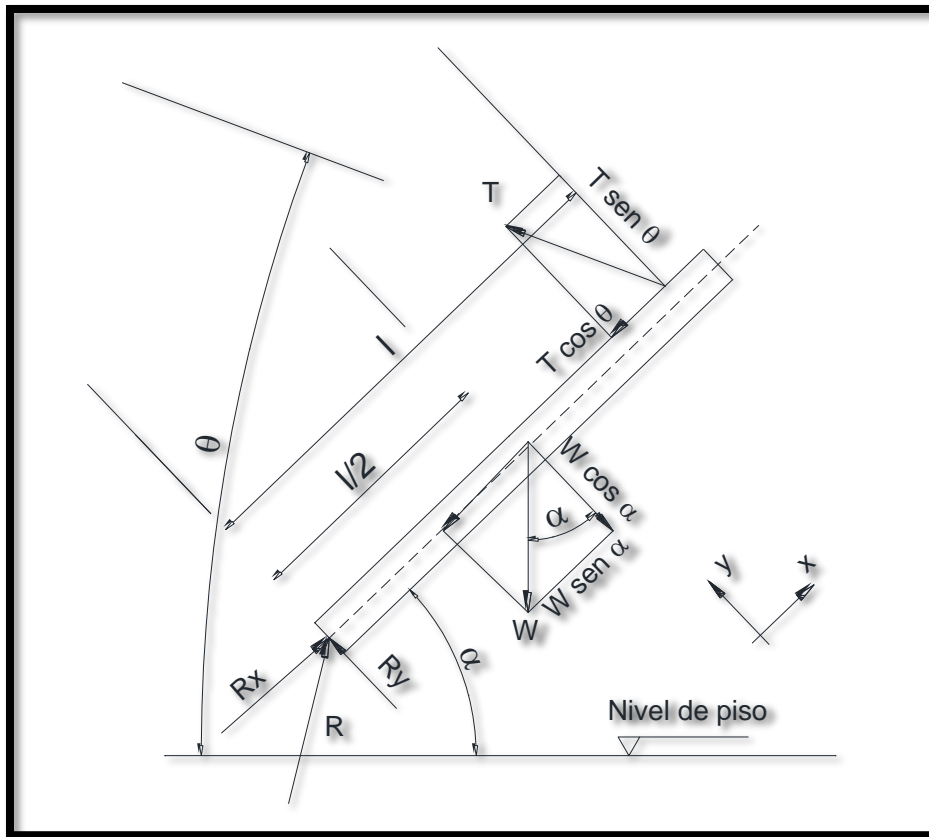 T
T sen θ
T cos θ
l
θ
l/2
W cos α
α
W sen α
W
y
x
Rx
Ry
α
R
Nivel de piso